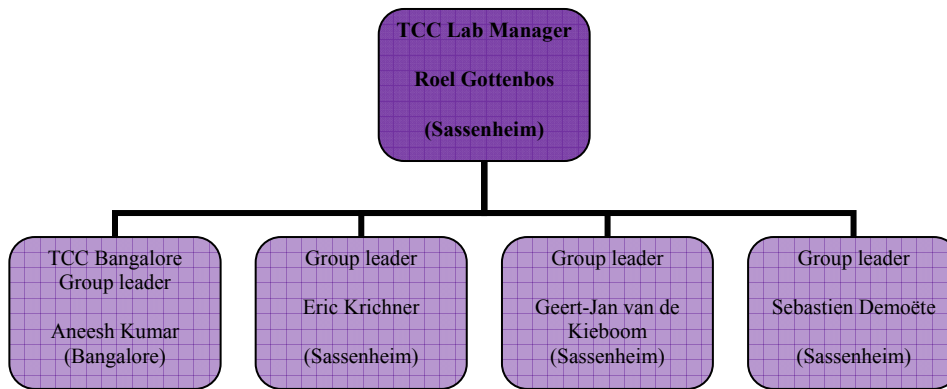 TCC Lab Manager
Roel Gottenbos
(Sassenheim)
TCC Bangalore
Group leader
Aneesh Kumar
(Bangalore)
Group leader
Eric Krichner
(Sassenheim)
Group leader
Geert-Jan van de
Kieboom
(Sassenheim)
Group leader
Sebastien Demoëte
(Sassenheim)